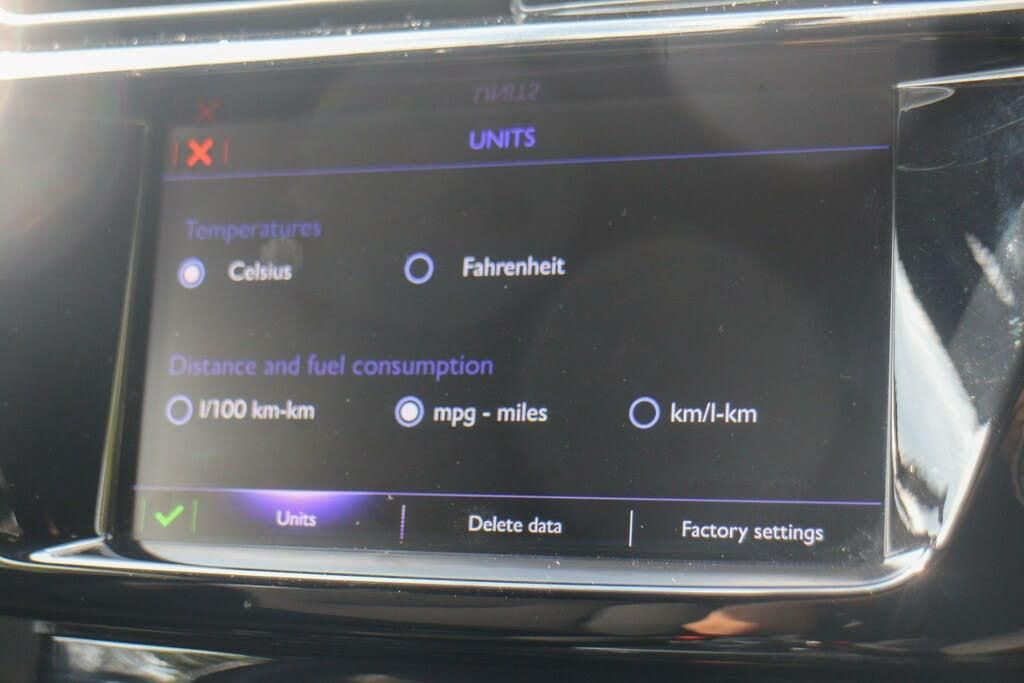 UNITS
Temperatures
Celsius Fahrenheit
Distance and fuel consumption
l/100 km-km mpg - miles km/l-km
Units Delete data Factory settings